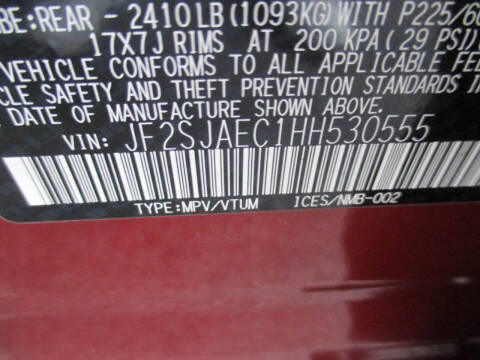 BE: REAR - 2410LB (1093KG) WITH P225/60
17X7J RIMS AT 200 KPA (29 PSI)
VEHICLE CONFORMS TO ALL APPLICABLE FE
CLE SAFETY AND THEFT PREVENTION STANDARDS IN
DATE OF MANUFACTURE SHOWN ABOVE.
VIN: JF2SJAEC1HH530555
TYPE:MPV/VTUM ICES/NMB-002